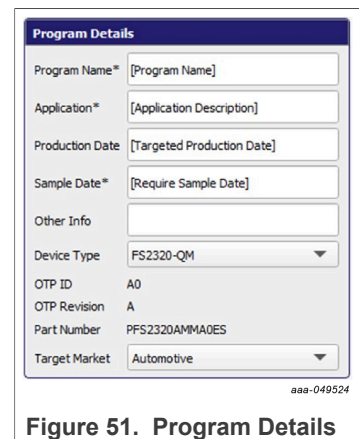 Program Details
Program Name* [Program Name]
Application* [Application Description]
Production Date [Targeted Production Date]
Sample Date* [Require Sample Date]
Other Info
Device Type FS2320-QM
OTP ID A0
OTP Revision A
Part Number PFS2320AMMA0ES
Target Market Automotive
aaa-049524
Figure 51. Program Details